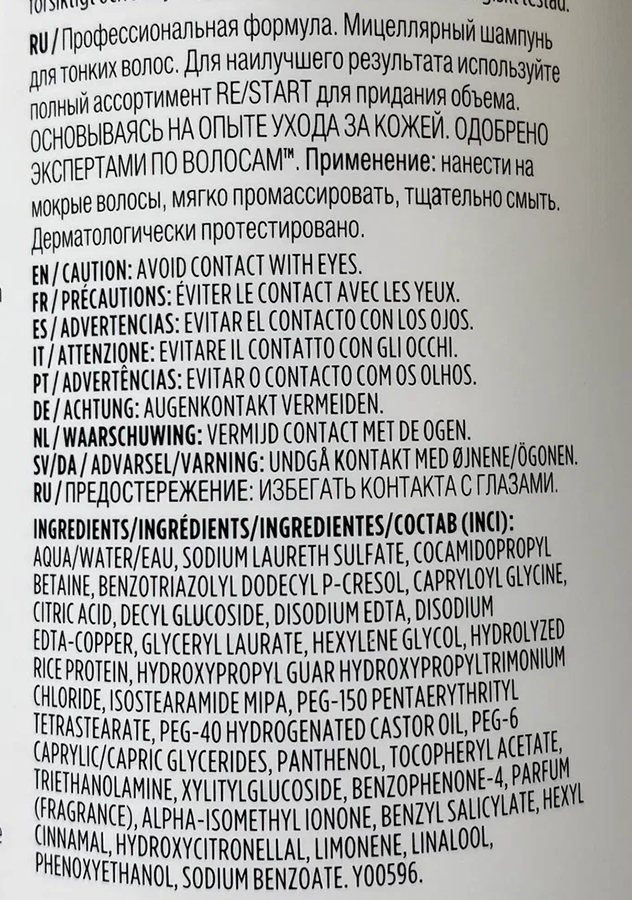 RU/Профессиональная формула. Мицеллярный шампунь
для тонких волос. Для наилучшего результата используйте
полный ассортимент RE/START для придания объема.
ОСНОВЫВАЯСЬ НА ОПЫТЕ УХОДА ЗА КОЖЕЙ. ОДОБРЕНО
ЭКСПЕРТАМИ ПО ВОЛОСАМ™. Применение: нанести на
мокрые волосы, мягко промассировать, тщательно смыть.
Дерматологически протестировано.
EN/CAUTION: AVOID CONTACT WITH EYES.
FR/PRÉCAUTIONS: ÉVITER LE CONTACT AVEC LES YEUX.
ES/ADVERTENCIAS: EVITAR EL CONTACTO CON LOS OJOS.
IT/ATTENZIONE: EVITARE IL CONTATTO CON GLI OCCHI.
PT/ADVERTÊNCIAS: EVITAR O CONTACTO COM OS OLHOS.
DE/ACHTUNG: AUGENKONTAKT VERMEIDEN.
NL/WAARSCHUWING: VERMIJD CONTACT MET DE OGEN.
SV/DA/ADVARSEL/VARNING: UNDGÅ KONTAKT MED ØJNENE/ÖGONEN.
RU/ПРЕДОСТЕРЕЖЕНИЕ: ИЗБЕГАТЬ КОНТАКТА С ГЛАЗАМИ.
INGREDIENTS/INGRÉDIENTS/INGREDIENTES/СОСТАВ (INCI):
AQUA/WATER/EAU, SODIUM LAURETH SULFATE, COCAMIDOPROPYL
BETAINE, BENZOTRIAZOLYL DODECYL P-CRESOL, CAPRYLOYL GLYCINE,
CITRIC ACID, DECYL GLUCOSIDE, DISODIUM EDTA, DISODIUM
EDTA-COPPER, GLYCERYL LAURATE, HEXYLENE GLYCOL, HYDROLYZED
RICE PROTEIN, HYDROXYPROPYL GUAR HYDROXYPROPYLTRIMONIUM
CHLORIDE, ISOSTEARAMIDE MIPA, PEG-150 PENTAERYTHRITYL
TETRASTEARATE, PEG-40 HYDROGENATED CASTOR OIL, PEG-6
CAPRYLIC/CAPRIC GLYCERIDES, PANTHENOL, TOCOPHERYL ACETATE,
TRIETHANOLAMINE, XYLITYLGLUCOSIDE, BENZOPHENONE-4, PARFUM
(FRAGRANCE), ALPHA-ISOMETHYL IONONE, BENZYL SALICYLATE, HEXYL
CINNAMAL, HYDROXYCITRONELLAL, LIMONENE, LINALOOL,
PHENOXYETHANOL, SODIUM BENZOATE. Y00596.